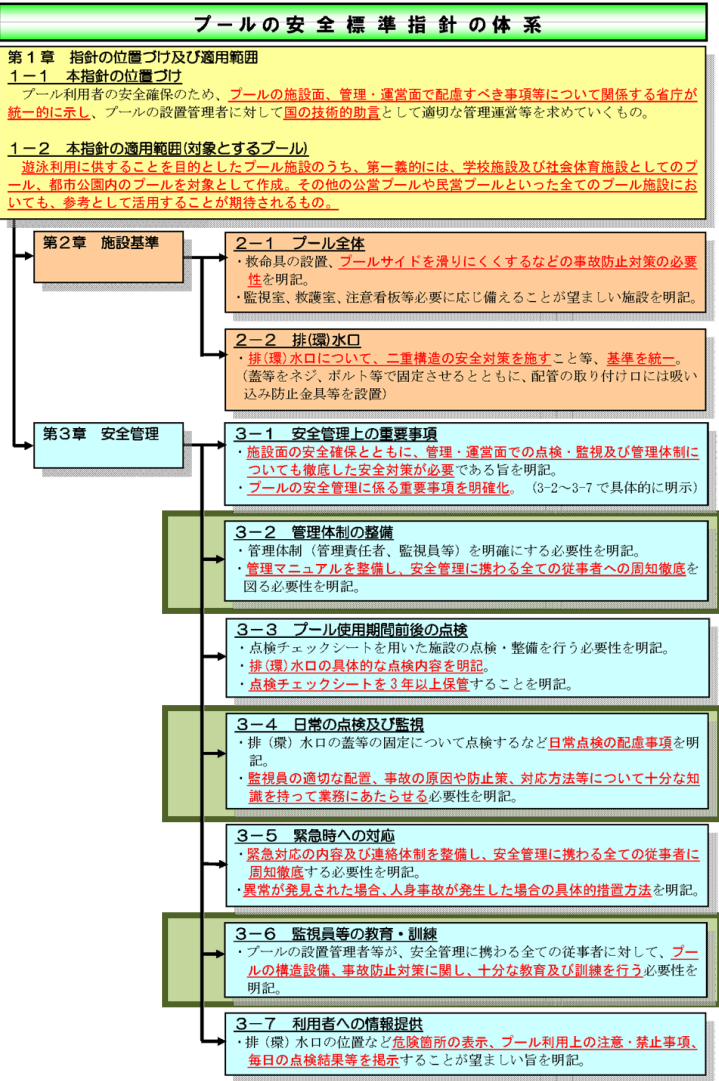 プールの安全標準指針の体系
第１章　指針の位置づけ及び適用範囲
１－１　本指針の位置づけ
プール利用者の安全確保のため、プールの施設面、管理・運営面で配慮すべき事項等について関係する省庁が
統一的に示し、プールの設置管理者に対して国の技術的助言として適切な管理運営等を求めていくもの。
１－２　本指針の適用範囲(対象とするプール)
遊泳利用に供することを目的としたプール施設のうち、第一義的には、学校施設及び社会体育施設としてのプ
ール、都市公園内のプールを対象として作成。その他の公営プールや民営プールといった全てのプール施設にお
いても、参考として活用することが期待されるもの。
第２章　施設基準
２－１　プール全体
・救命具の設置、プールサイドを滑りにくくするなどの事故防止対策の必要
性を明記。
・監視室、救護室、注意看板等必要に応じ備えることが望ましい施設を明記。
２－２　排(環)水口
・排(環)水口について、二重構造の安全対策を施すこと等、基準を統一。
(蓋等をネジ、ボルト等で固定させるとともに、配管の取り付け口には吸い
込み防止金具等を設置)
第３章　安全管理
３－１　安全管理上の重要事項
・施設面の安全確保とともに、管理・運営面での点検・監視及び管理体制に
ついても徹底した安全対策が必要である旨を明記。
・プールの安全管理に係る重要事項を明確化。（3-2～3-7で具体的に明示）
３－２　管理体制の整備
・管理体制（管理責任者、監視員等）を明確にする必要性を明記。
・管理マニュアルを整備し、安全管理に携わる全ての従事者への周知徹底を
図る必要性を明記。
３－３　プール使用期間前後の点検
・点検チェックシートを用いた施設の点検・整備を行う必要性を明記。
・排(環)水口の具体的な点検内容を明記。
・点検チェックシートを３年以上保管することを明記。
３－４　日常の点検及び監視
・排（環）水口の蓋等の固定について点検するなど日常点検の配慮事項を明
記。
・監視員の適切な配置、事故の原因や防止策、対応方法等について十分な知
識を持って業務にあたらせる必要性を明記。
３－５　緊急時への対応
・緊急対応の内容及び連絡体制を整備し、安全管理に携わる全ての従事者に
周知徹底する必要性を明記。
・異常が発見された場合、人身事故が発生した場合の具体的措置方法を明記。
３－６　監視員等の教育・訓練
・プールの設置管理者等が、安全管理に携わる全ての従事者に対して、プー
ルの構造設備、事故防止対策に関し、十分な教育及び訓練を行う必要性を
明記。
３－７　利用者への情報提供
・排（環）水口の位置など危険箇所の表示、プール利用上の注意・禁止事項、
毎日の点検結果等を掲示することが望ましい旨を明記。